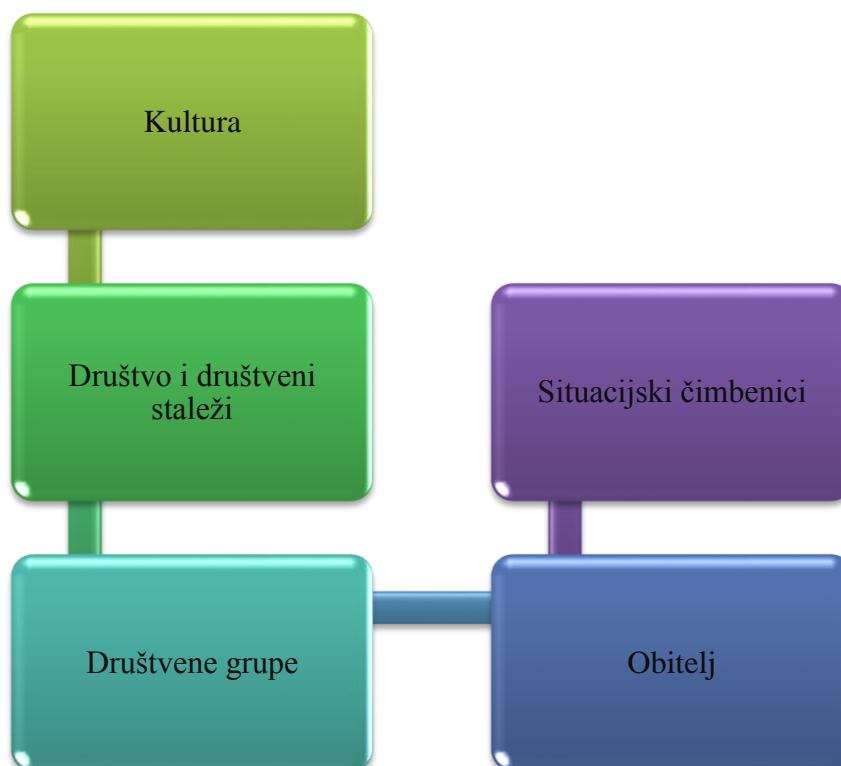 Kultura
Društvo i društveni
staleži
Društvene grupe
Obitelj
Situacijski čimbenici